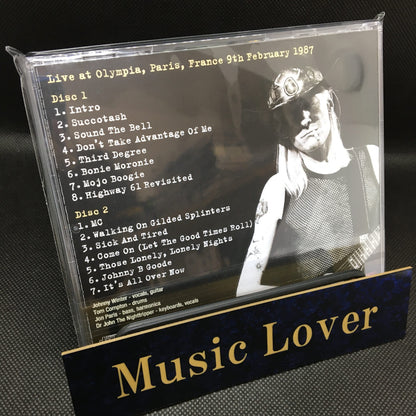 Live at Olympia, Paris, France 9th February 1987
Disc 1
1. Intro
2. Succotash
3. Sound The Bell
4. Don't Take Advantage Of Me
5. Third Degree
6. Bonie Moronie
7. Mojo Boogie
8. Highway 61 Revisited
Disc 2
1. MC
2. Walking On Gilded Splinters
3. Sick And Tired
4. Come On (Let The Good Times Roll)
5. Those Lonely, Lonely Nights
6. Johnny B Goode
7. It's All Over Now
Johnny Winter - vocals, guitar
Tom Compton - drums
Jon Paris - bass, harmonica
Dr John The Nighttripper - keyboards, vocals
Music Lover